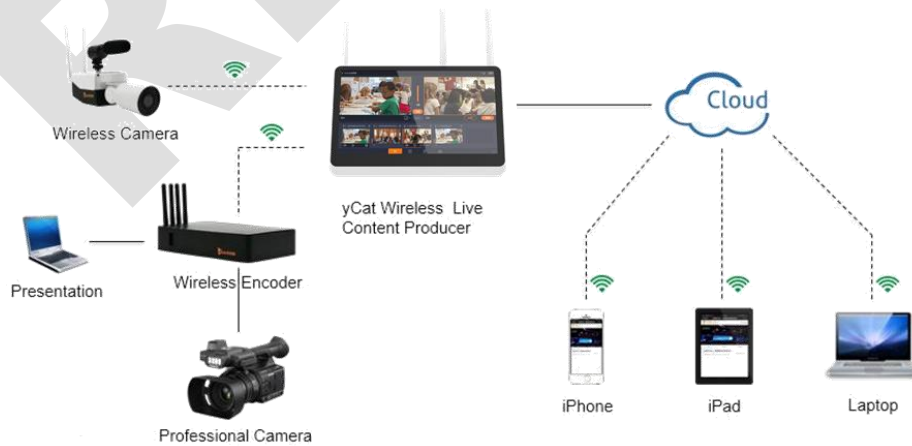 Cloud
Wireless Camera
yCat Wireless Live
Content Producer
Presentation
Wireless Encoder
iPhone
iPad
Laptop
Professional Camera